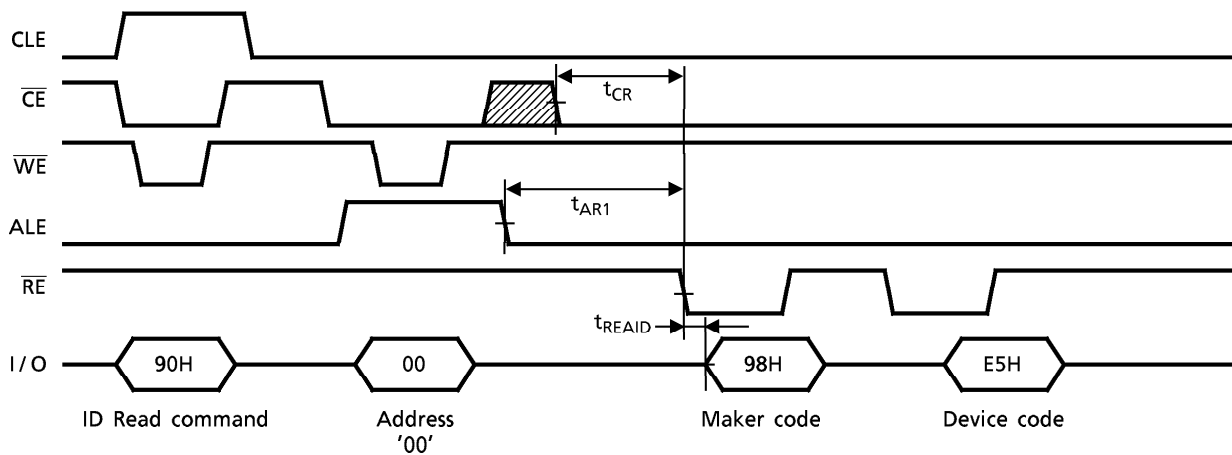 CLE
CE
tCR
WE
tAR1
ALE
RE
tREAID
I/O
90H
00
98H
E5H
ID Read command
Address
'00'
Maker code
Device code